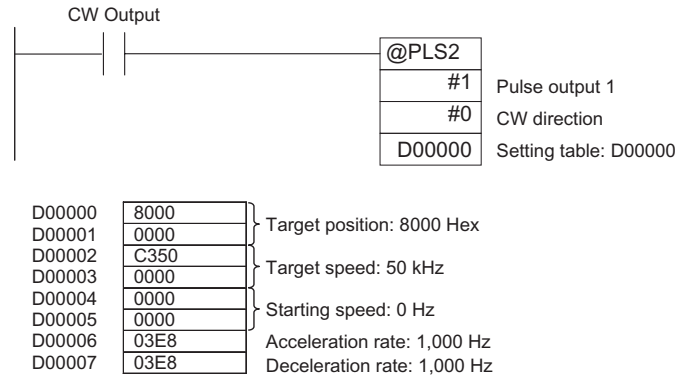 CW Output
@PLS2
#1 Pulse output 1
#0 CW direction
D00000 Setting table: D00000
D00000 8000
D00001 0000
Target position: 8000 Hex
D00002 C350
D00003 0000
Target speed: 50 kHz
D00004 0000
D00005 0000
Starting speed: 0 Hz
D00006 03E8 Acceleration rate: 1,000 Hz
D00007 03E8 Deceleration rate: 1,000 Hz